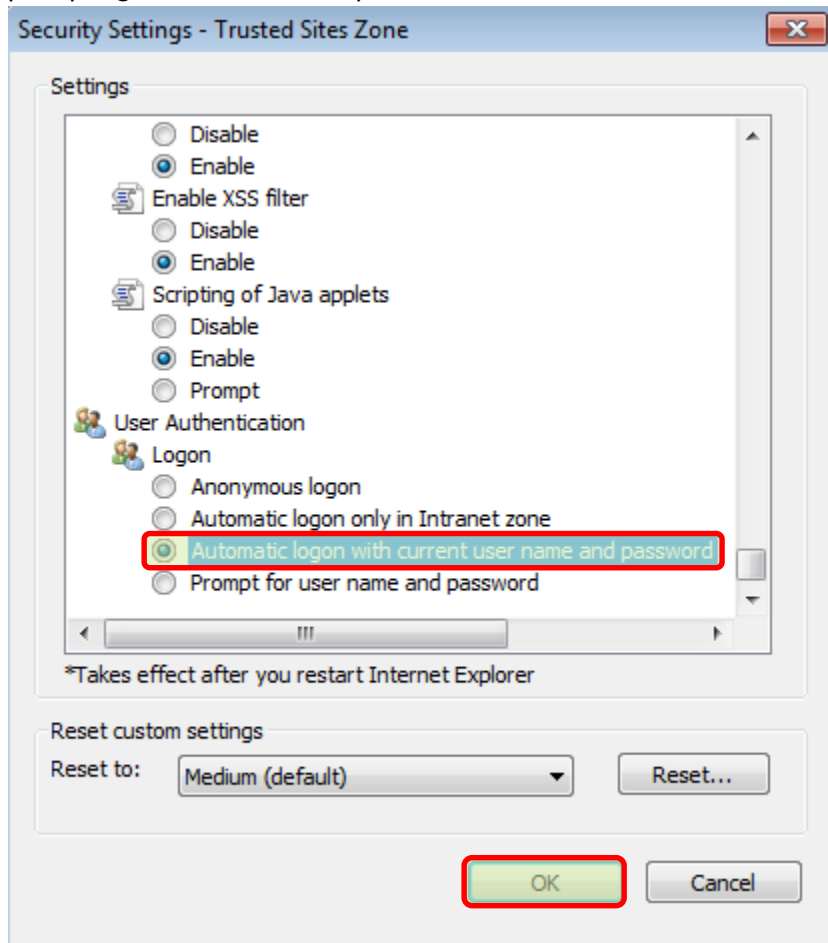 Security Settings - Trusted Sites Zone
Settings
Disable
Enable
Enable XSS filter
Disable
Enable
Scripting of Java applets
Disable
Enable
Prompt
User Authentication
Logon
Anonymous logon
Automatic logon only in Intranet zone
Automatic logon with current user name and password
Prompt for user name and password
*Takes effect after you restart Internet Explorer
Reset custom settings
Reset to: Medium (default) Reset...
OK Cancel